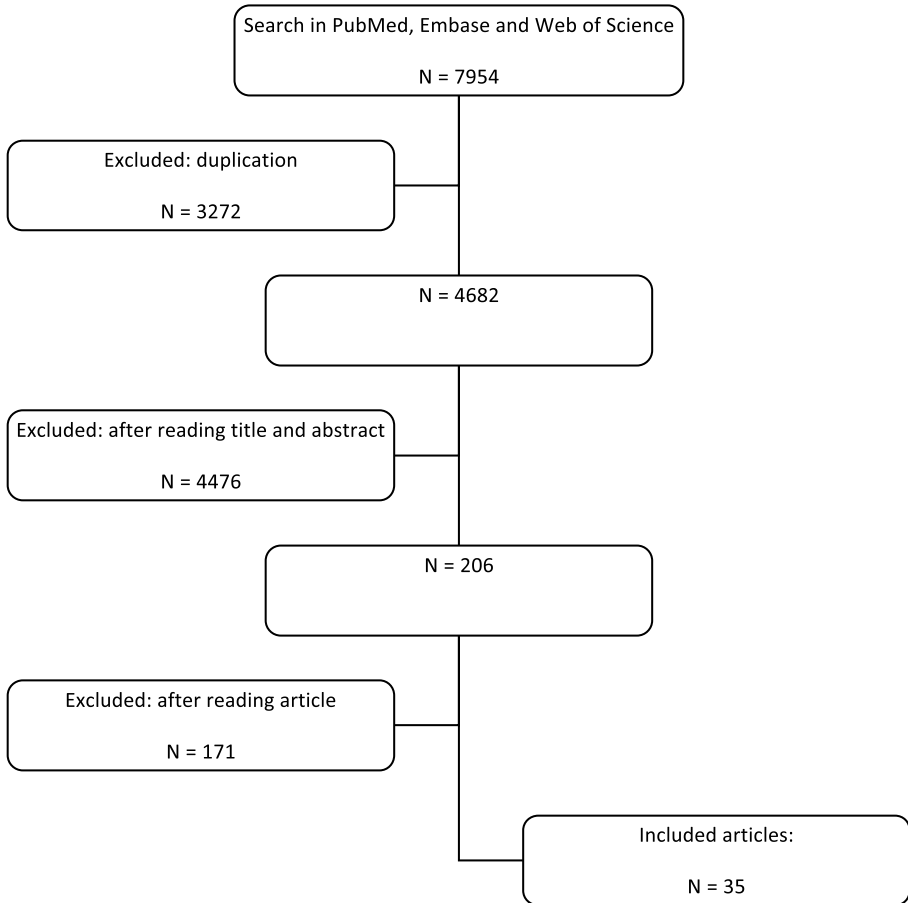 Search in PubMed, Embase and Web of Science
N = 7954
Excluded: duplication
N = 3272
N = 4682
Excluded: after reading title and abstract
N = 4476
N = 206
Excluded: after reading article
N = 171
Included articles:
N = 35